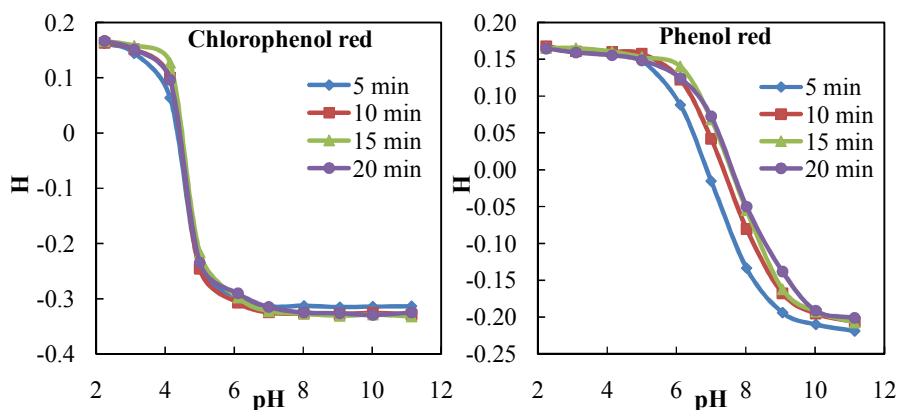 Chlorophenol red
0.2
0.1
0
-0.1
-0.2
-0.3
-0.4
H
5 min
10 min
15 min
20 min
2 4 6 8 10 12
pH
Phenol red
0.20
0.15
0.10
0.05
0.00
-0.05
-0.10
-0.15
-0.20
-0.25
H
5 min
10 min
15 min
20 min
2 4 6 8 10 12
pH